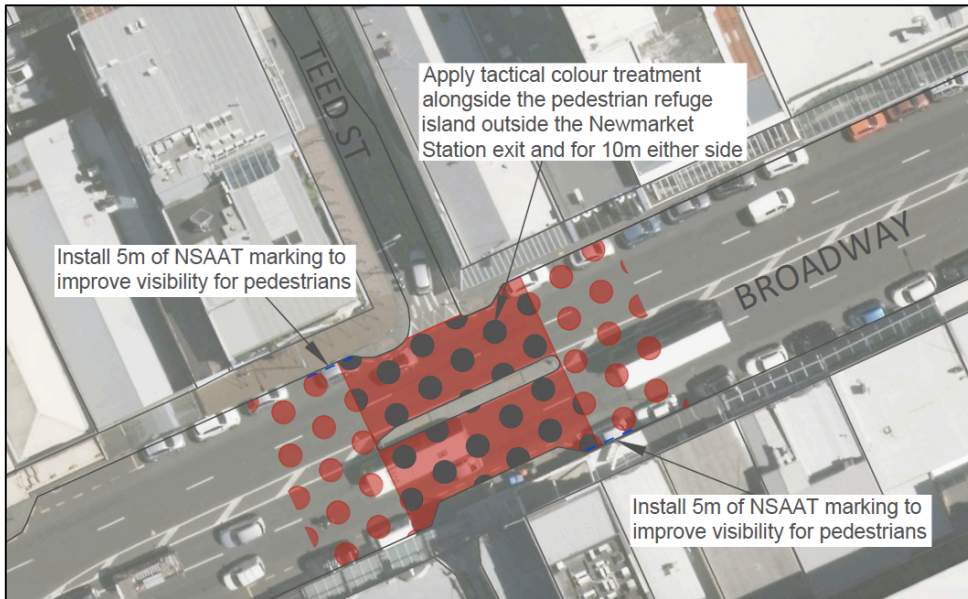 TEED ST
Apply tactical colour treatment
alongside the pedestrian refuge
island outside the Newmarket
Station exit and for 10m either side
Install 5m of NSAAT marking to
improve visibility for pedestrians
BROADWAY
Install 5m of NSAAT marking to
improve visibility for pedestrians